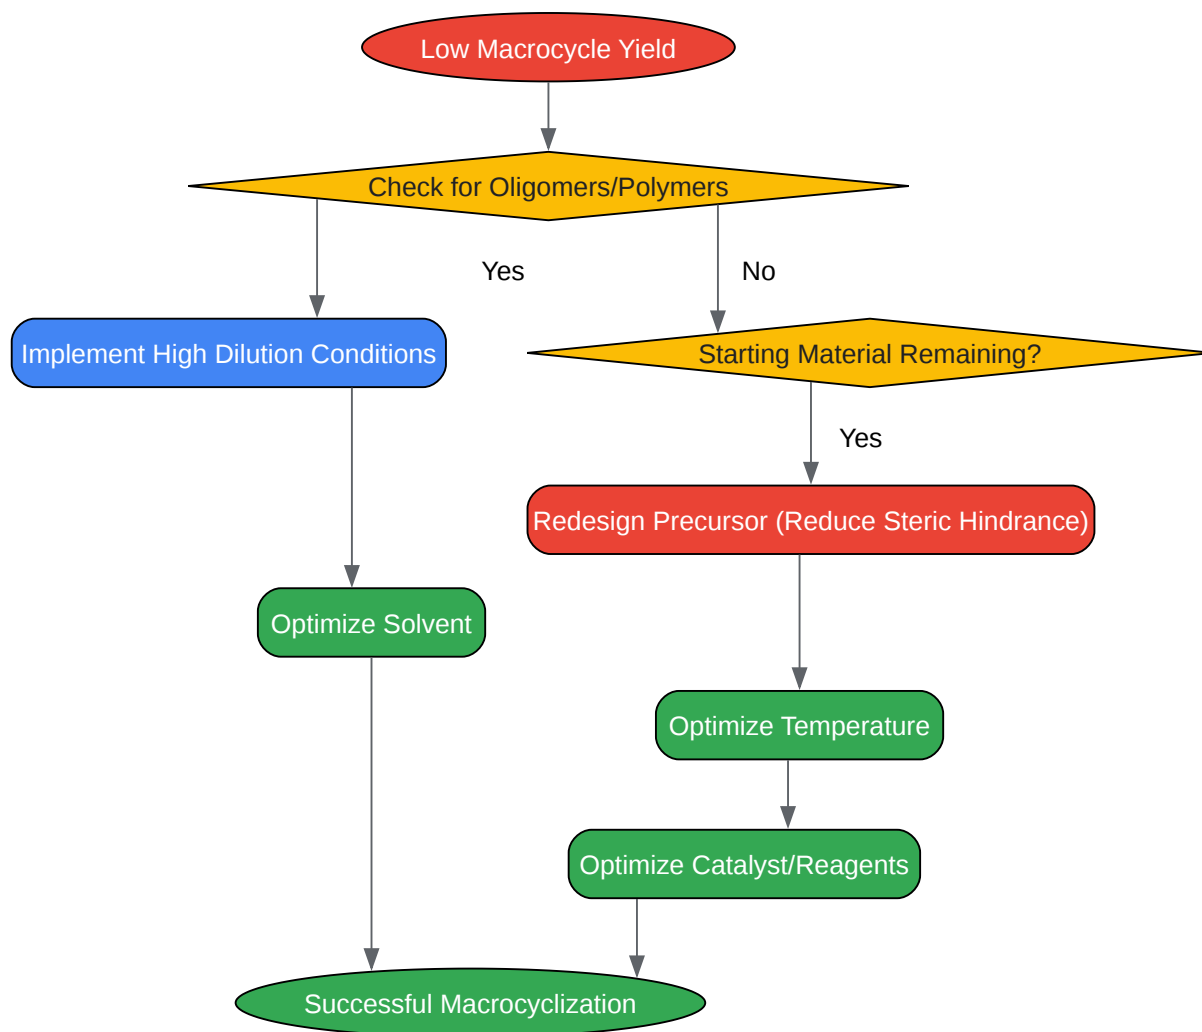 Low Macrocycle Yield
Check for Oligomers/Polymers
Yes
No
Implement High Dilution Conditions
Starting Material Remaining?
Yes
Redesign Precursor (Reduce Steric Hindrance)
Optimize Solvent
Optimize Temperature
Optimize Catalyst/Reagents
Successful Macrocyclization